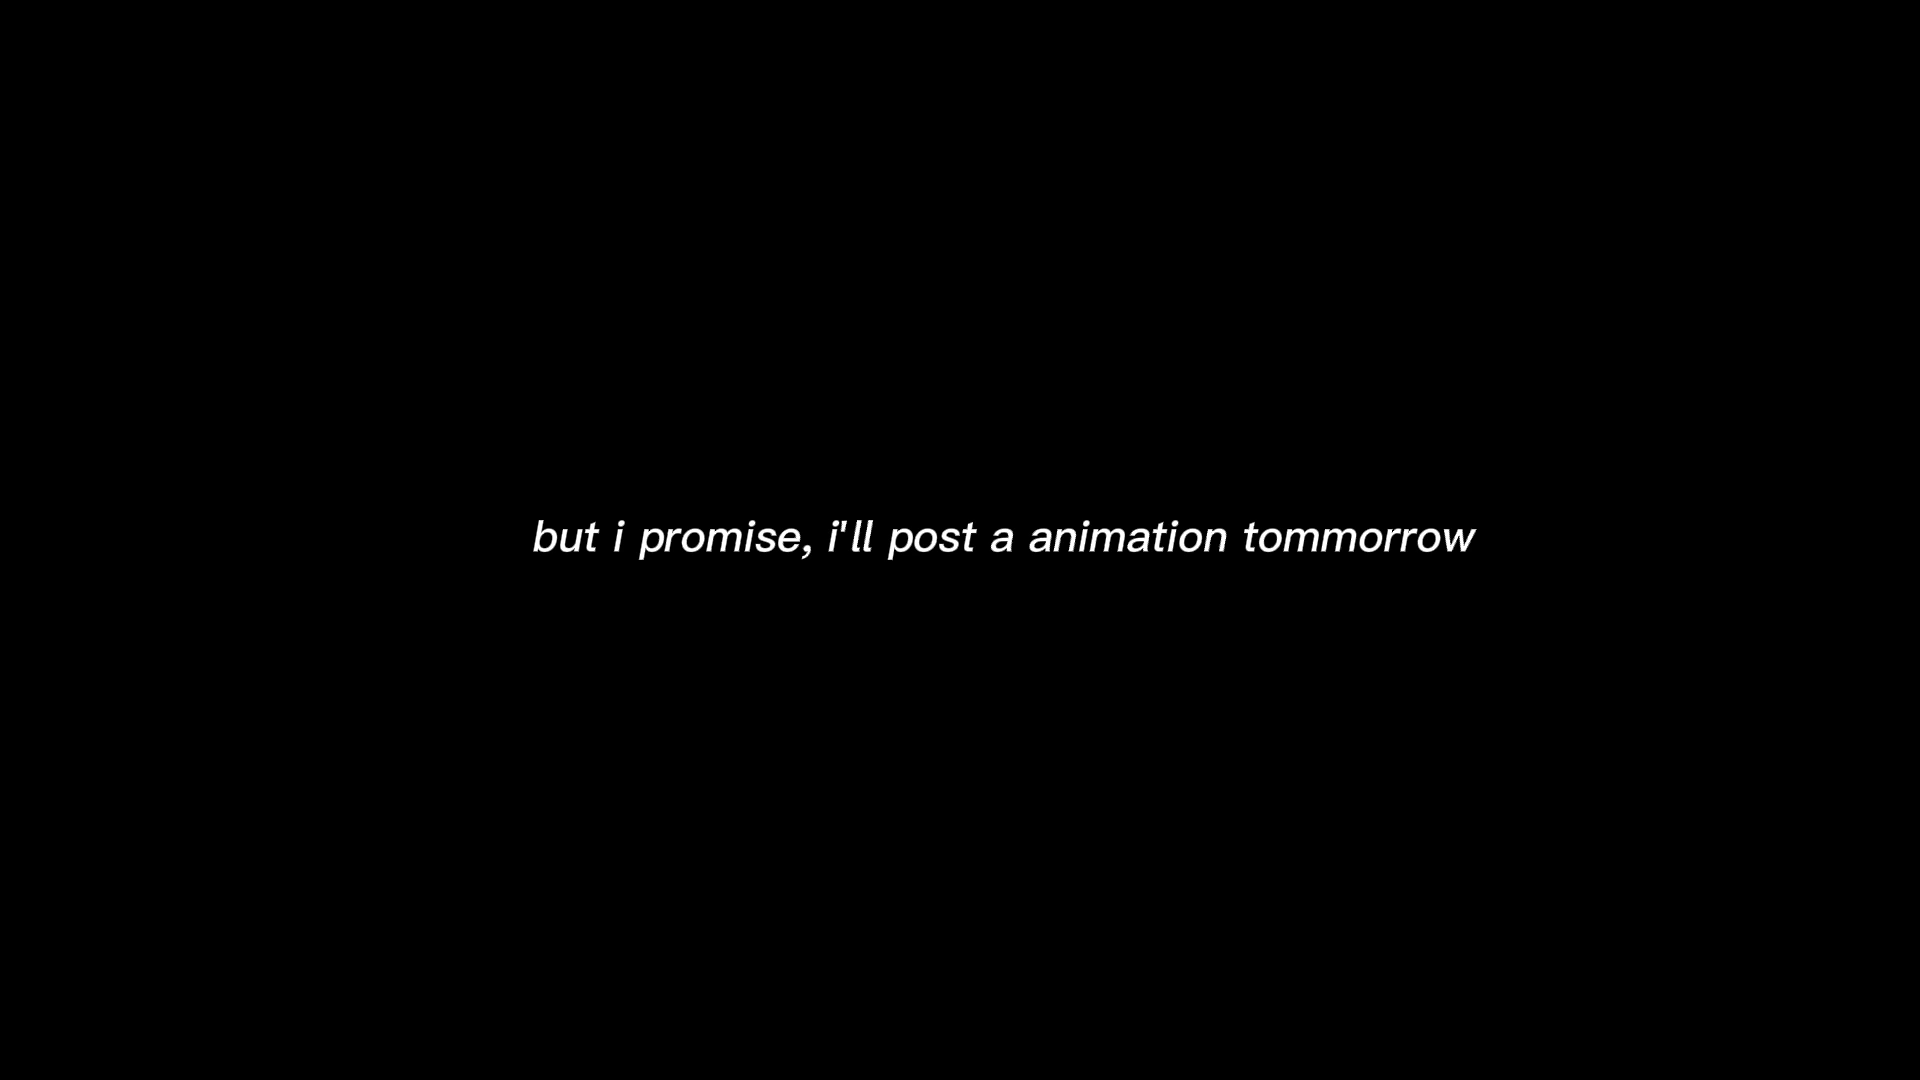 but i promise, i'll post a animation tommorrow